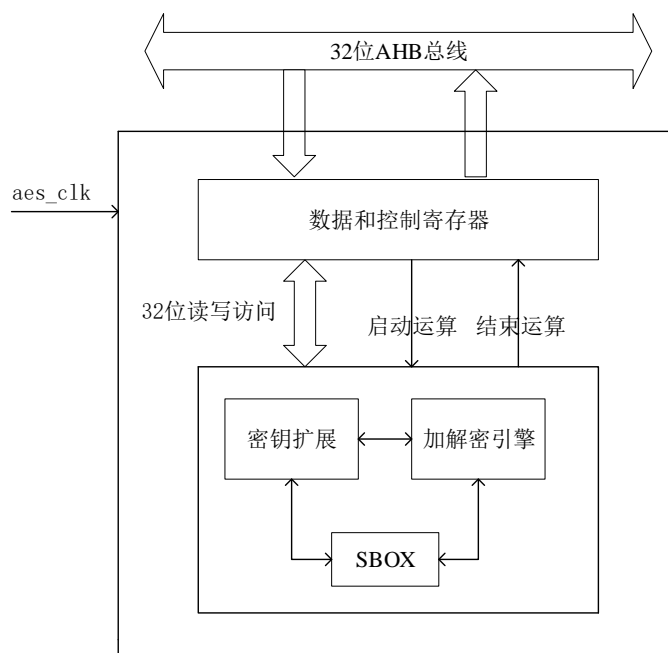 32位AHB总线
aes_clk
数据和控制寄存器
32位读写访问
启动运算
结束运算
密钥扩展
加解密引擎
SBOX